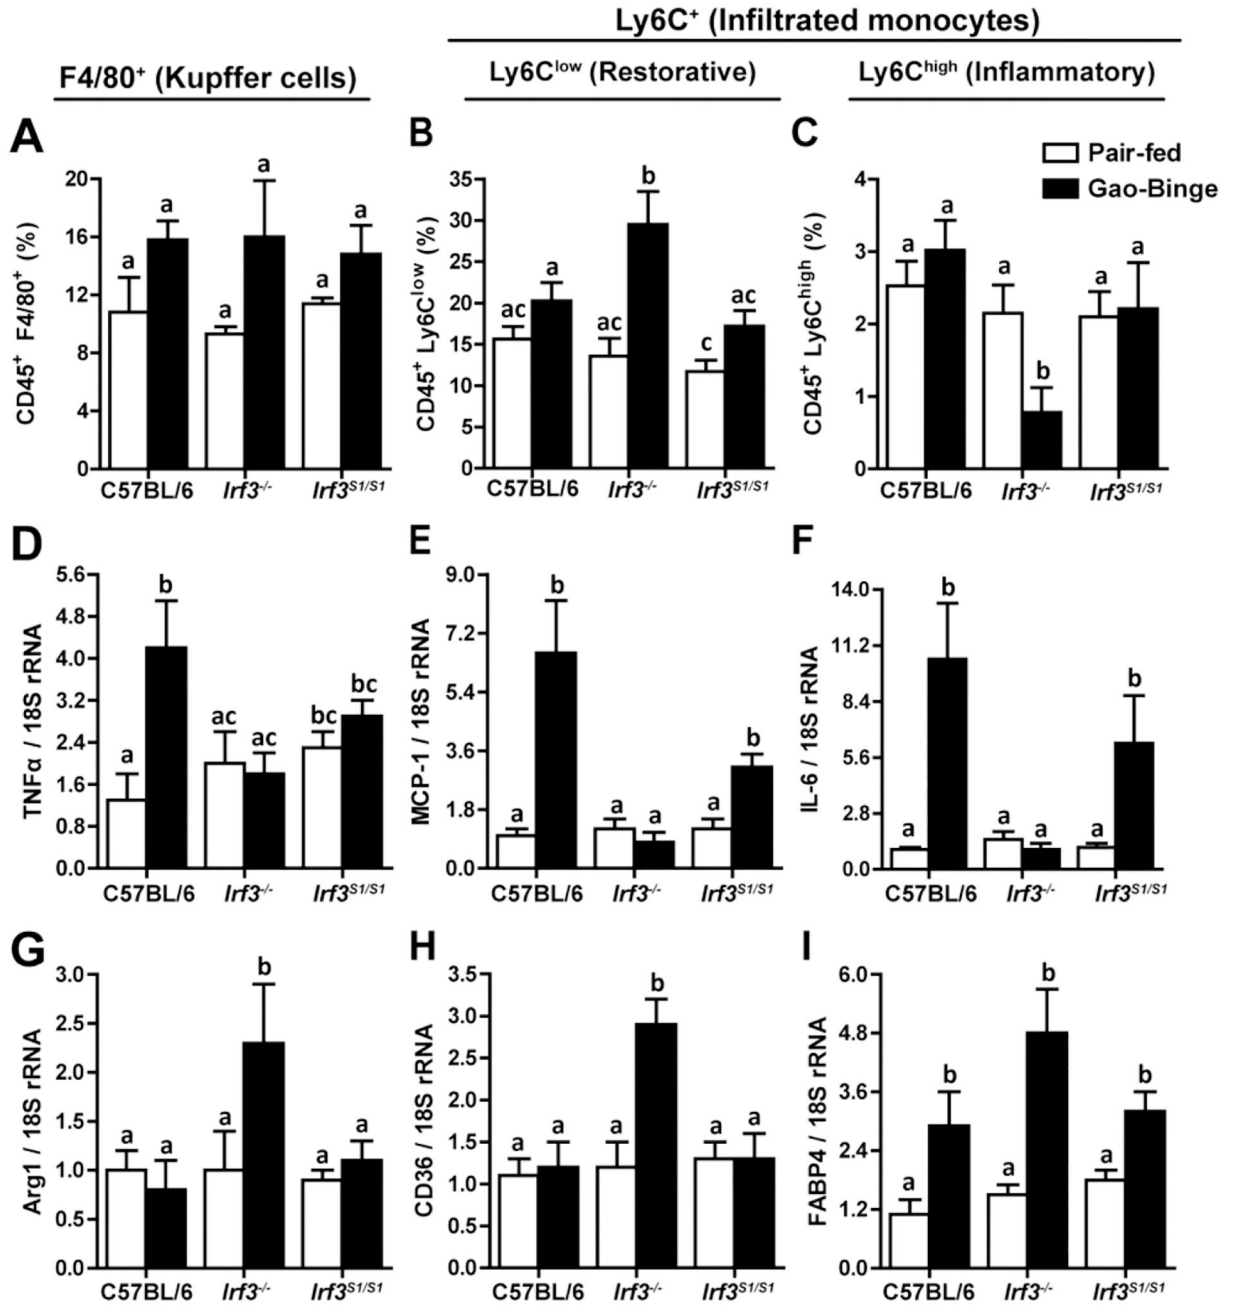 Ly6C⁺ (Infiltrated monocytes)
F4/80⁺ (Kupffer cells)
Ly6Cˡᵒʷ (Restorative)
Ly6Cʰⁱᵍʰ (Inflammatory)
A
CD45⁺ F4/80⁺ (%)
20
16
12
8
4
0
a
a
a
a
a
a
C57BL/6
Irf3⁻/⁻
Irf3S1/S1
B
CD45⁺ Ly6Cˡᵒʷ (%)
35
30
25
20
15
10
5
0
ac
a
ac
b
c
ac
C57BL/6
Irf3⁻/⁻
Irf3S1/S1
C
Pair-fed
Gao-Binge
CD45⁺ Ly6Cʰⁱᵍʰ (%)
4
3
2
1
0
a
a
a
b
a
a
C57BL/6
Irf3⁻/⁻
Irf3S1/S1
D
TNFα / 18S rRNA
5.6
4.8
4.0
3.2
2.4
1.6
0.8
0.0
a
b
ac
ac
bc
bc
C57BL/6
Irf3⁻/⁻
Irf3S1/S1
E
MCP-1 / 18S rRNA
9.0
7.2
5.4
3.6
1.8
0.0
a
b
a
a
a
b
C57BL/6
Irf3⁻/⁻
Irf3S1/S1
F
IL-6 / 18S rRNA
14.0
11.2
8.4
5.6
2.8
0.0
a
b
a
a
a
b
C57BL/6
Irf3⁻/⁻
Irf3S1/S1
G
Arg1 / 18S rRNA
3.0
2.5
2.0
1.5
1.0
0.5
0.0
a
a
a
b
a
a
C57BL/6
Irf3⁻/⁻
Irf3S1/S1
H
CD36 / 18S rRNA
3.5
3.0
2.5
2.0
1.5
1.0
0.5
0.0
a
a
a
b
a
a
C57BL/6
Irf3⁻/⁻
Irf3S1/S1
I
FABP4 / 18S rRNA
6.0
4.8
3.6
2.4
1.2
0.0
a
b
a
b
a
b
C57BL/6
Irf3⁻/⁻
Irf3S1/S1